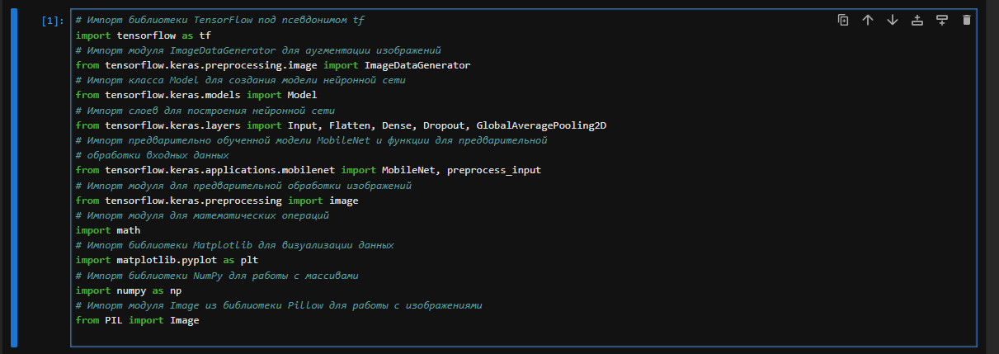 [1]:
# Импорт библиотеки TensorFlow под псевдонимом tf
import tensorflow as tf
# Импорт модуля ImageDataGenerator для аугментации изображений
from tensorflow.keras.preprocessing.image import ImageDataGenerator
# Импорт класса Model для создания модели нейронной сети
from tensorflow.keras.models import Model
# Импорт слоев для построения нейронной сети
from tensorflow.keras.layers import Input, Flatten, Dense, Dropout, GlobalAveragePooling2D
# Импорт предварительно обученной модели MobileNet и функции для предварительной
# обработки входных данных
from tensorflow.keras.applications.mobilenet import MobileNet, preprocess_input
# Импорт модуля для предварительной обработки изображений
from tensorflow.keras.preprocessing import image
# Импорт модуля для математических операций
import math
# Импорт библиотеки Matplotlib для визуализации данных
import matplotlib.pyplot as plt
# Импорт библиотеки NumPy для работы с массивами
import numpy as np
# Импорт модуля Image из библиотеки Pillow для работы с изображениями
from PIL import Image